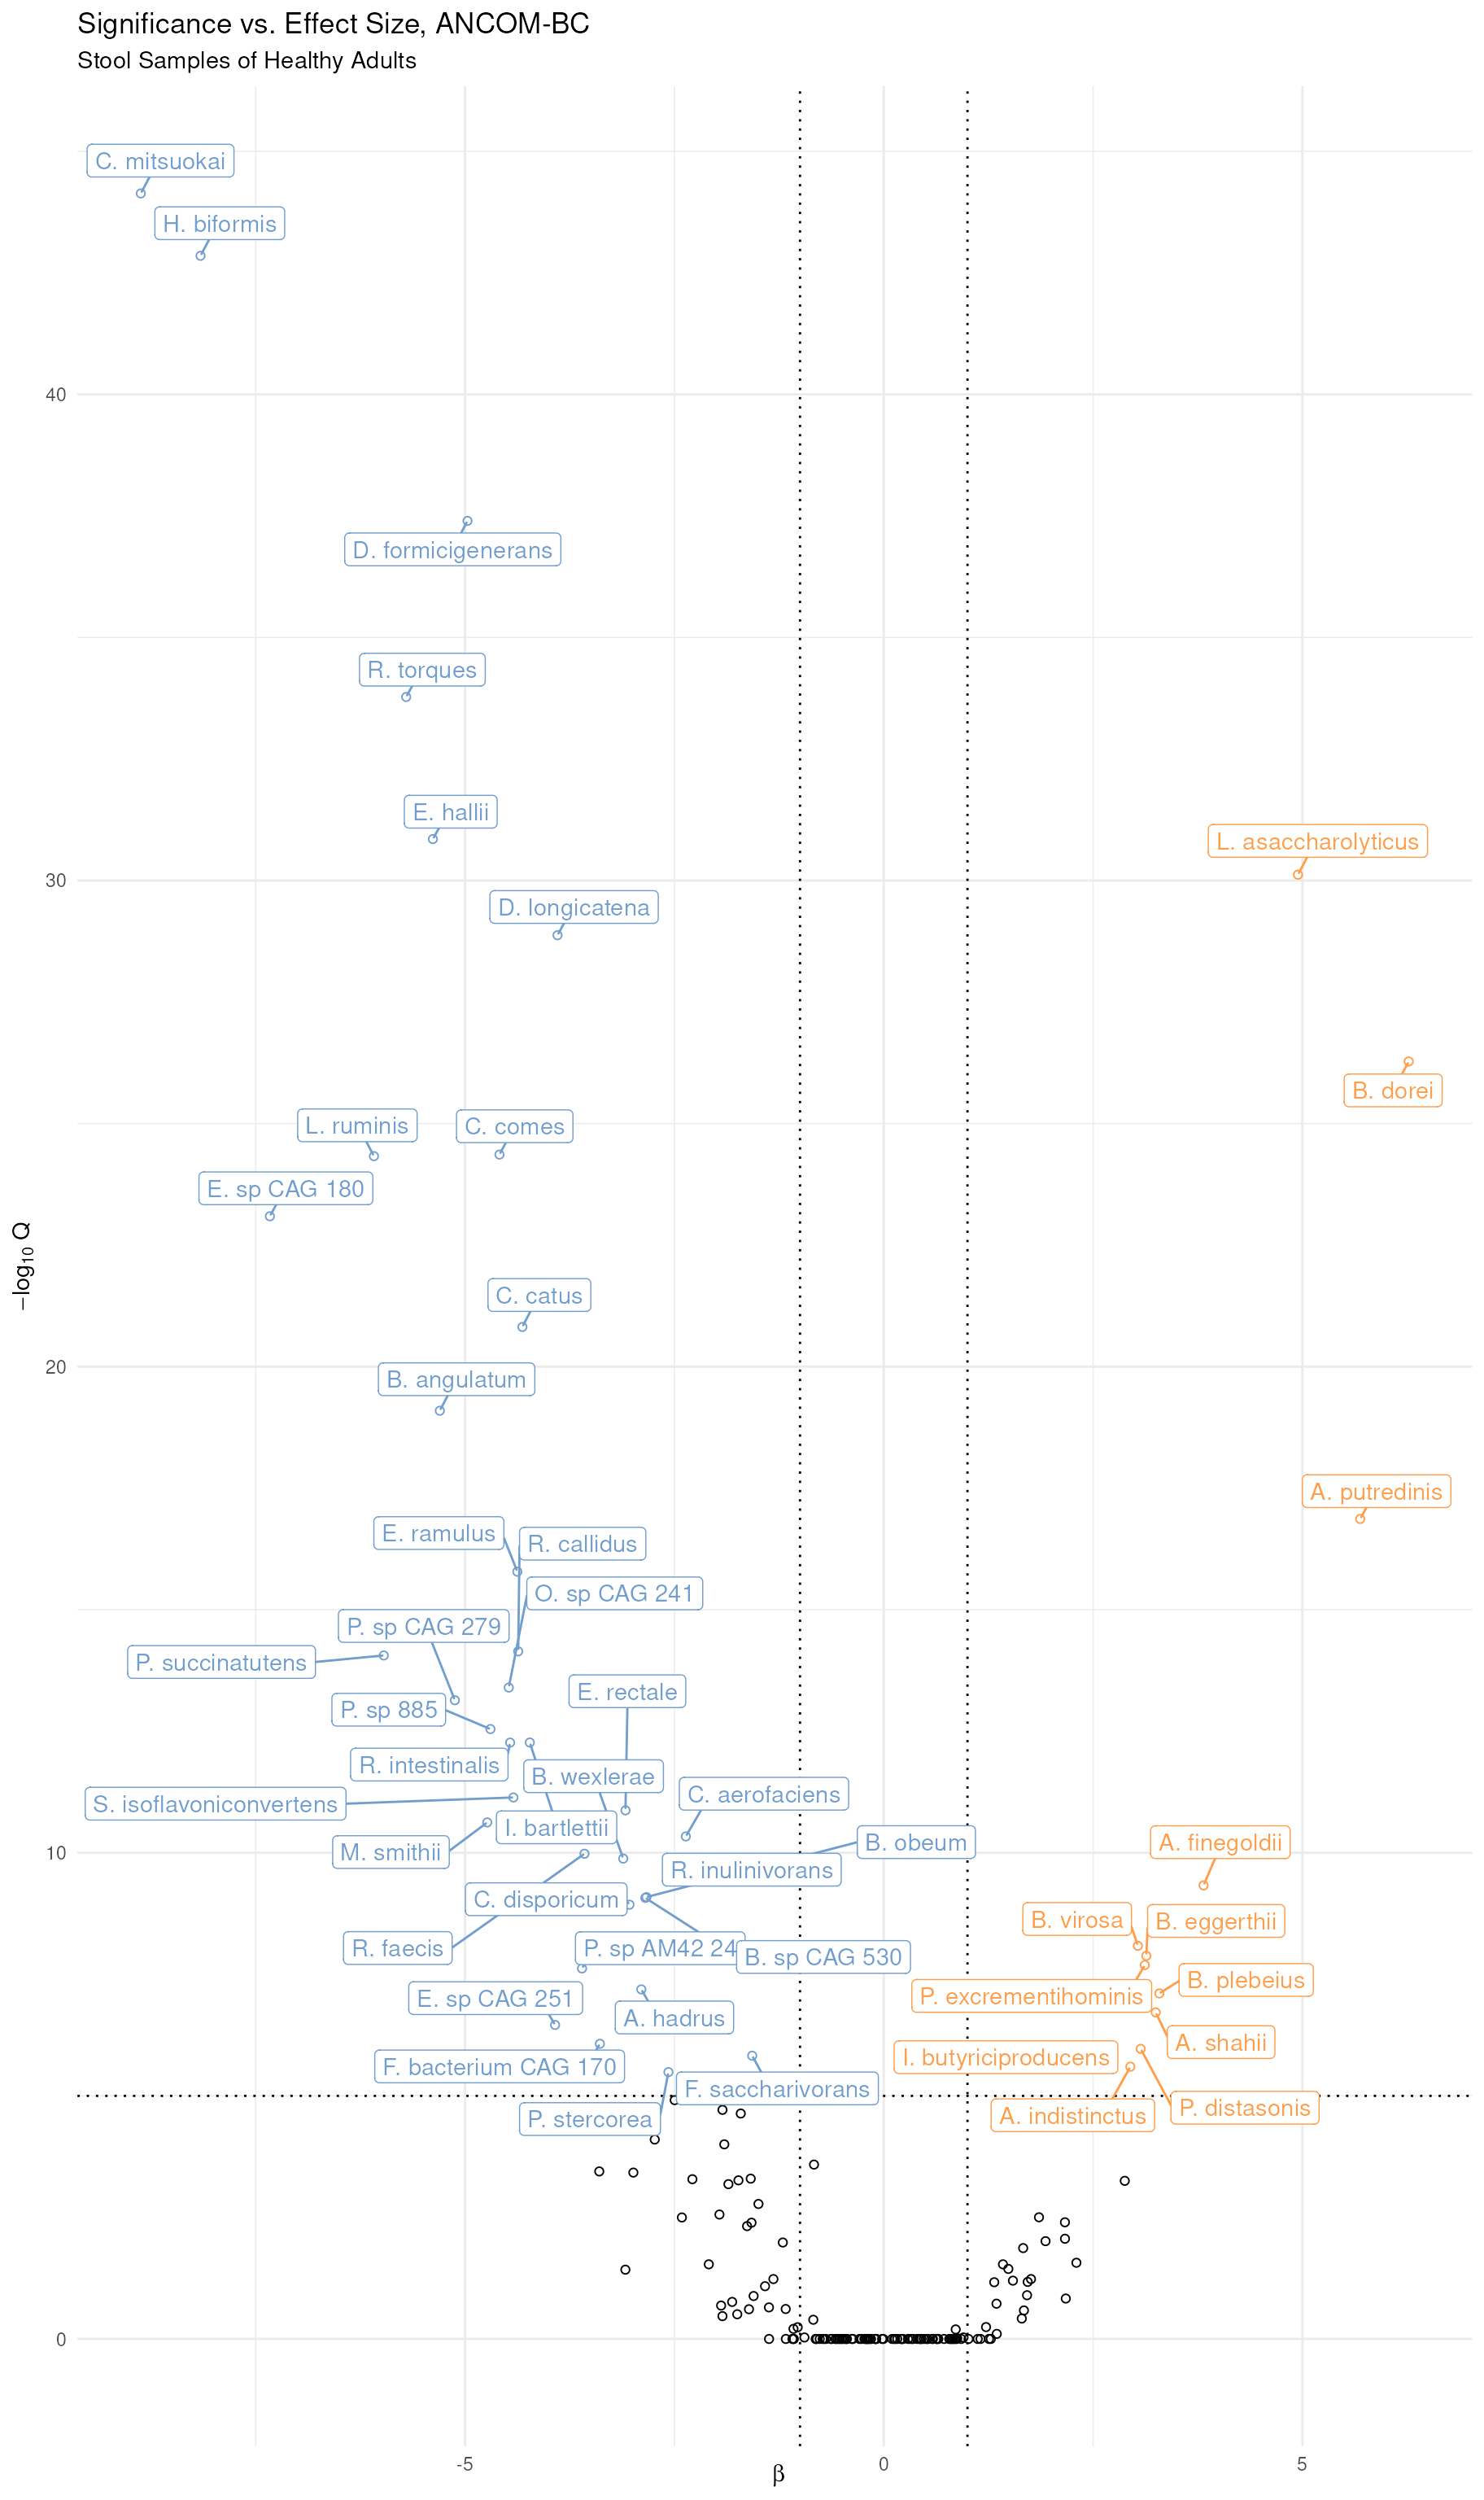 Significance vs. Effect Size, ANCOM-BC
Stool Samples of Healthy Adults
C. mitsuokai
H. biformis
40
D. formicigenerans
R. torques
E. hallii
L. asaccharolyticus
30
D. longicatena
B. dorei
L. ruminis
C. comes
E. sp CAG 180
−log10 Q
C. catus
20
B. angulatum
A. putredinis
E. ramulus
R. callidus
O. sp CAG 241
P. sp CAG 279
P. succinatutens
E. rectale
P. sp 885
R. intestinalis
B. wexlerae
C. aerofaciens
S. isoflavoniconvertens
I. bartlettii
B. obeum
A. finegoldii
M. smithii
10
R. inulinivorans
C. disporicum
B. virosa
B. eggerthii
R. faecis
P. sp AM42 24
B. sp CAG 530
B. plebeius
E. sp CAG 251
P. excrementihominis
A. hadrus
A. shahii
I. butyriciproducens
F. bacterium CAG 170
F. saccharivorans
P. distasonis
P. stercorea
A. indistinctus
0
-5
0
5
β